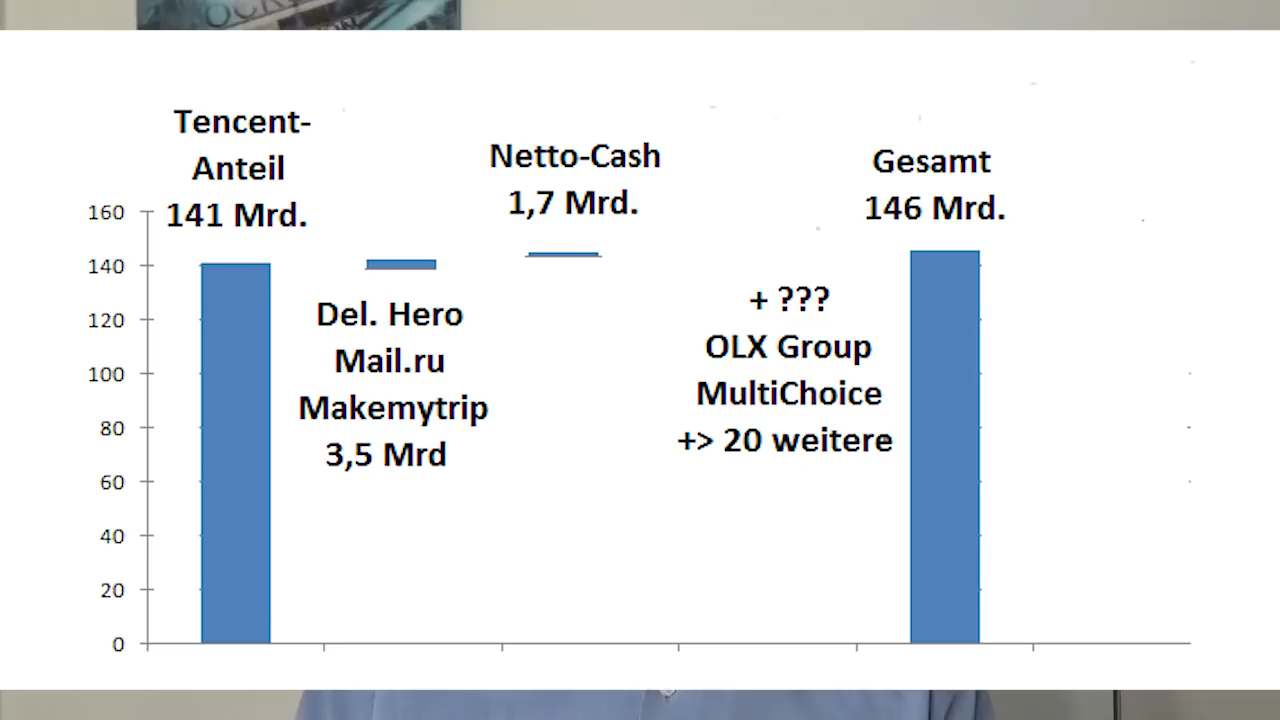 Tencent-
Anteil
141 Mrd.
Netto-Cash
1,7 Mrd.
Gesamt
146 Mrd.
Del. Hero
Mail.ru
Makemytrip
3,5 Mrd
+ ???
OLX Group
MultiChoice
+> 20 weitere
160
140
120
100
80
60
40
20
0